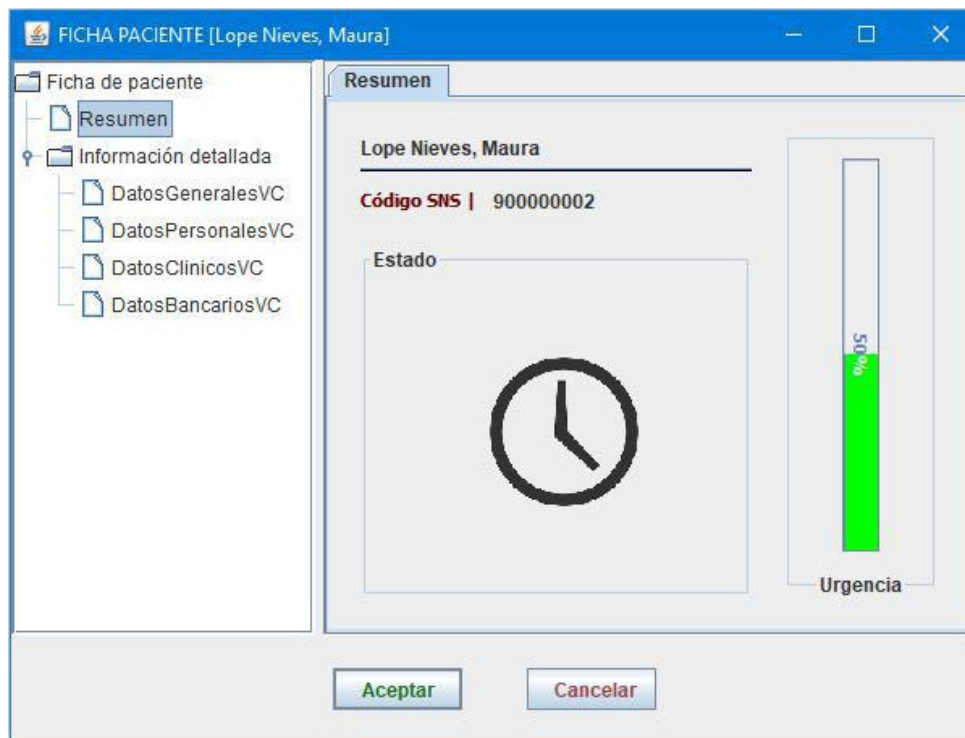 FICHA PACIENTE [Lope Nieves, Maura]
Ficha de paciente
Resumen
Información detallada
DatosGeneralesVC
DatosPersonalesVC
DatosClinicosVC
DatosBancariosVC
Resumen
Lope Nieves, Maura
Código SNS | 900000002
Estado
50%
Urgencia
Aceptar
Cancelar